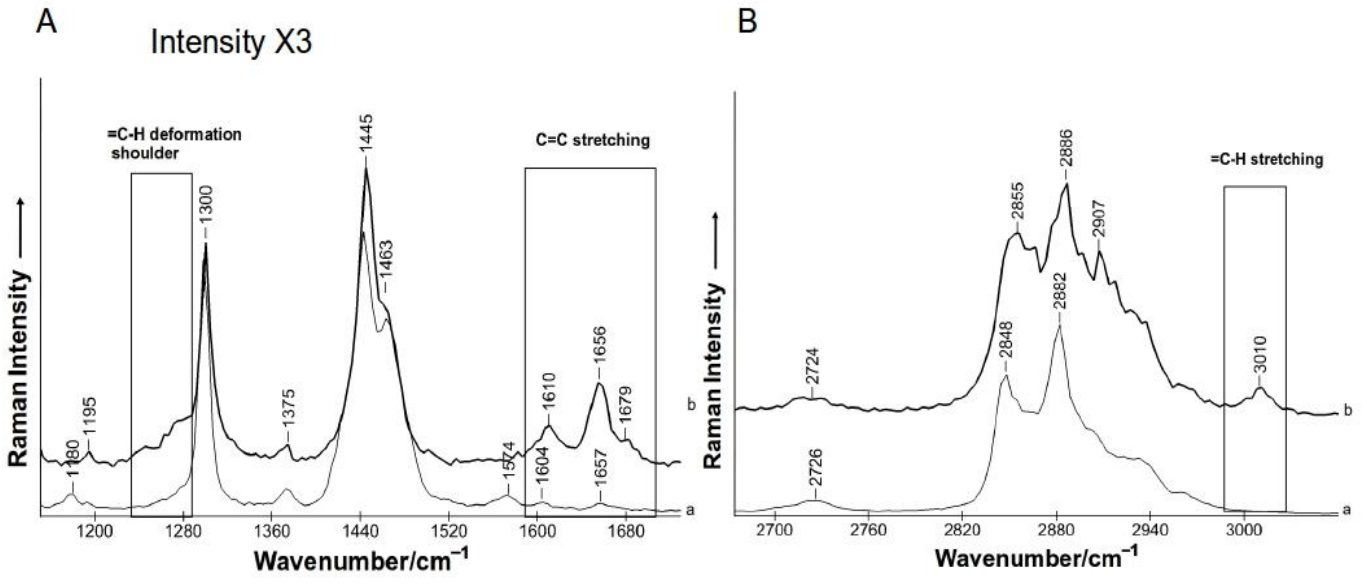 A
Intensity X3
=C-H deformation
shoulder
C=C stretching
1445
1300
1463
1656
1610
1679
1195
1375
1180
1574
1604
1657
b
a
Raman Intensity
1200 1280 1360 1440 1520 1600 1680
Wavenumber/cm–1
B
=C-H stretching
2886
2855
2907
2882
2848
2724
3010
2726
b
a
Raman Intensity
2700 2760 2820 2880 2940 3000
Wavenumber/cm–1